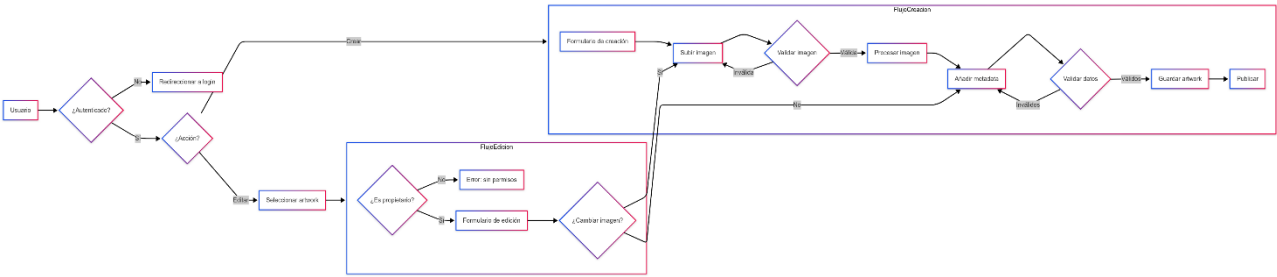 FlujoCreacion
Formulario de creación
Crear
Subir imagen
Validar imagen
Válida
Procesar imagen
Inválida
Sí
Añadir metadata
Validar datos
Válidos
Guardar artwork
Publicar
Inválidos
No
Redireccionar a login
No
Usuario
¿Autenticado?
Sí
¿Acción?
FlujoEdicion
Editar
Seleccionar artwork
¿Es propietario?
No
Error: sin permisos
Sí
Formulario de edición
¿Cambiar imagen?